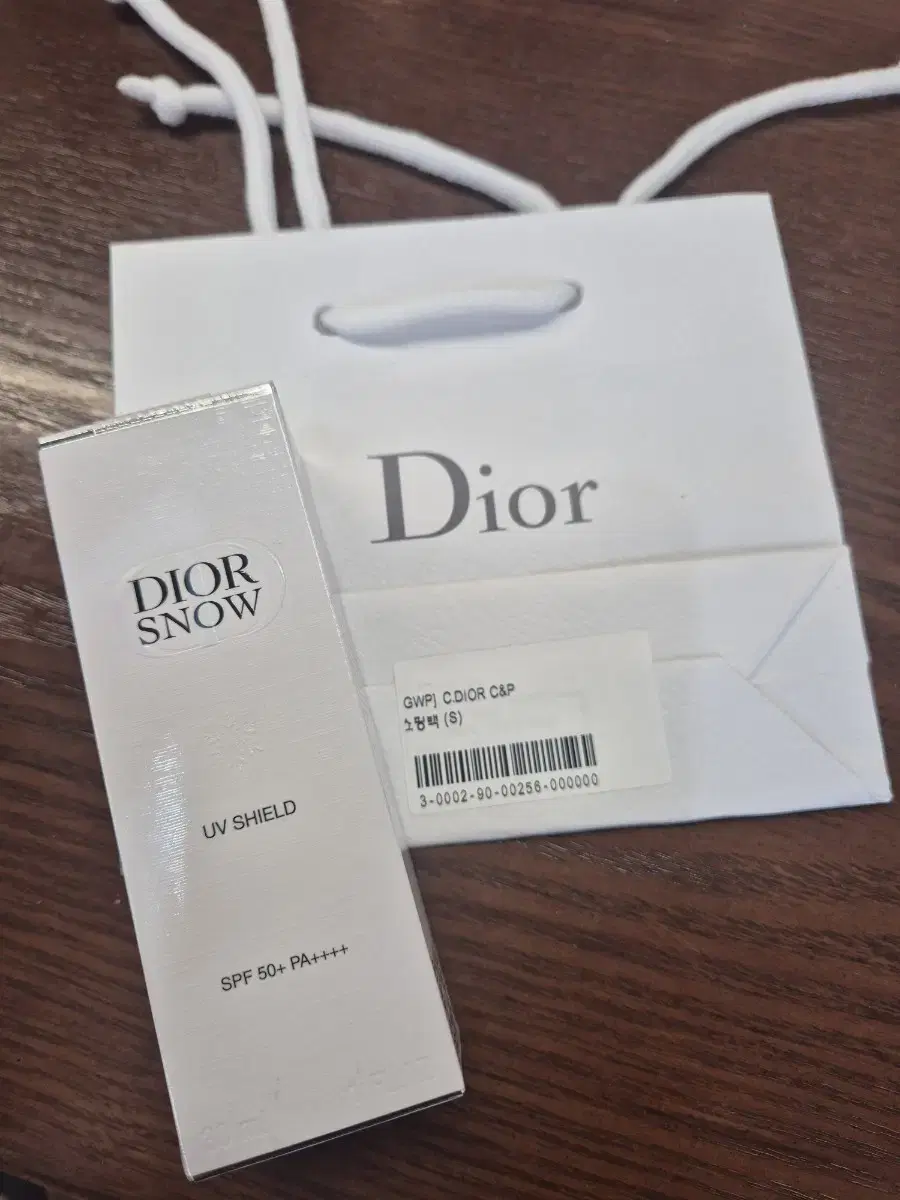 Dior
DIOR
SNOW
UV SHIELD
SPF 50+ PA++++
GWP] C.DIOR C&P
쇼핑백 (S)
3-0002-90-00256-000000